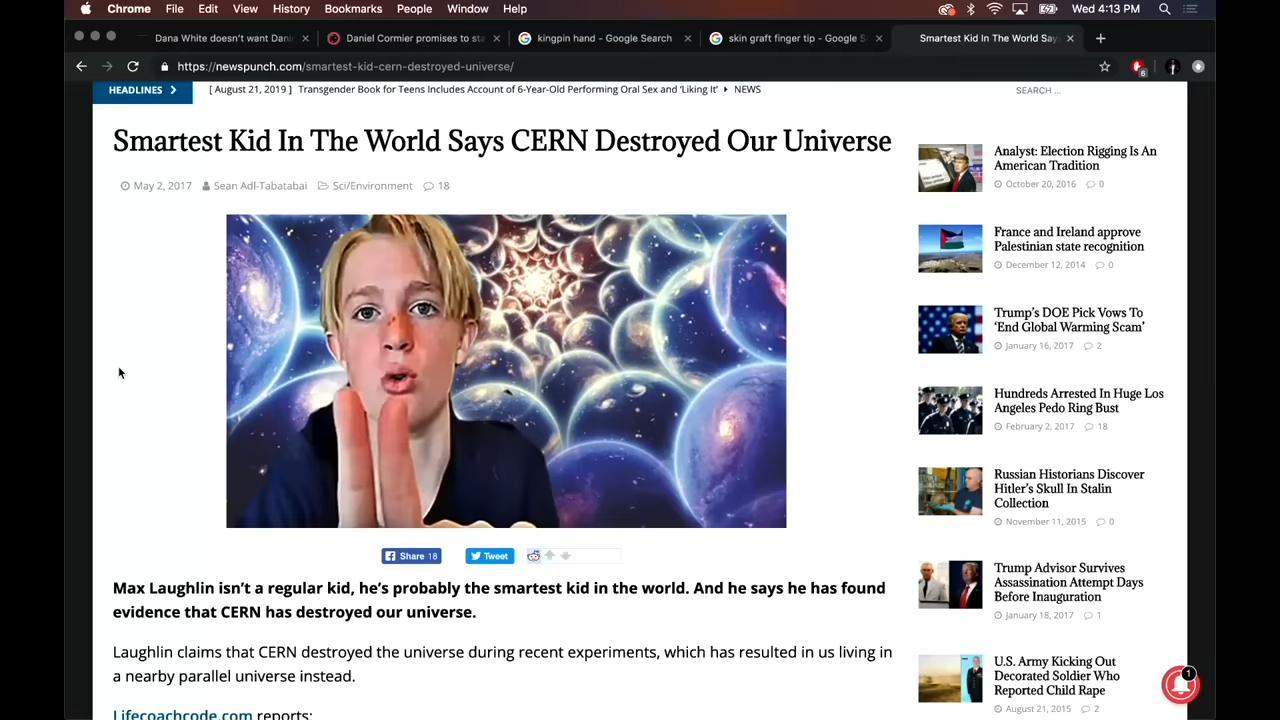 Chrome File Edit View History Bookmarks People Window Help Wed 4:13 PM
Dana White doesn't want Dani × Daniel Cormier promises to sta × kingpin hand - Google Search × skin graft finger tip - Google S × Smartest Kid In The World Say × +
https://newspunch.com/smartest-kid-cern-destroyed-universe/
6
HEADLINES
[ August 21, 2019 ] Transgender Book for Teens Includes Account of 6-Year-Old Performing Oral Sex and 'Liking It' NEWS
SEARCH ...
Smartest Kid In The World Says CERN Destroyed Our Universe
May 2, 2017 Sean Adl-Tabatabai Sci/Environment 18
Share 18 Tweet
Max Laughlin isn't a regular kid, he's probably the smartest kid in the world. And he says he has found
evidence that CERN has destroyed our universe.
Laughlin claims that CERN destroyed the universe during recent experiments, which has resulted in us living in
a nearby parallel universe instead.
Lifecoachcode.com reports:
Analyst: Election Rigging Is An
American Tradition
October 20, 2016 0
France and Ireland approve
Palestinian state recognition
December 12, 2014 0
Trump's DOE Pick Vows To
'End Global Warming Scam'
January 16, 2017 2
Hundreds Arrested In Huge Los
Angeles Pedo Ring Bust
February 2, 2017 18
Russian Historians Discover
Hitler's Skull In Stalin
Collection
November 11, 2015 0
Trump Advisor Survives
Assassination Attempt Days
Before Inauguration
January 18, 2017 1
U.S. Army Kicking Out
Decorated Soldier Who
Reported Child Rape
August 21, 2015 2
1